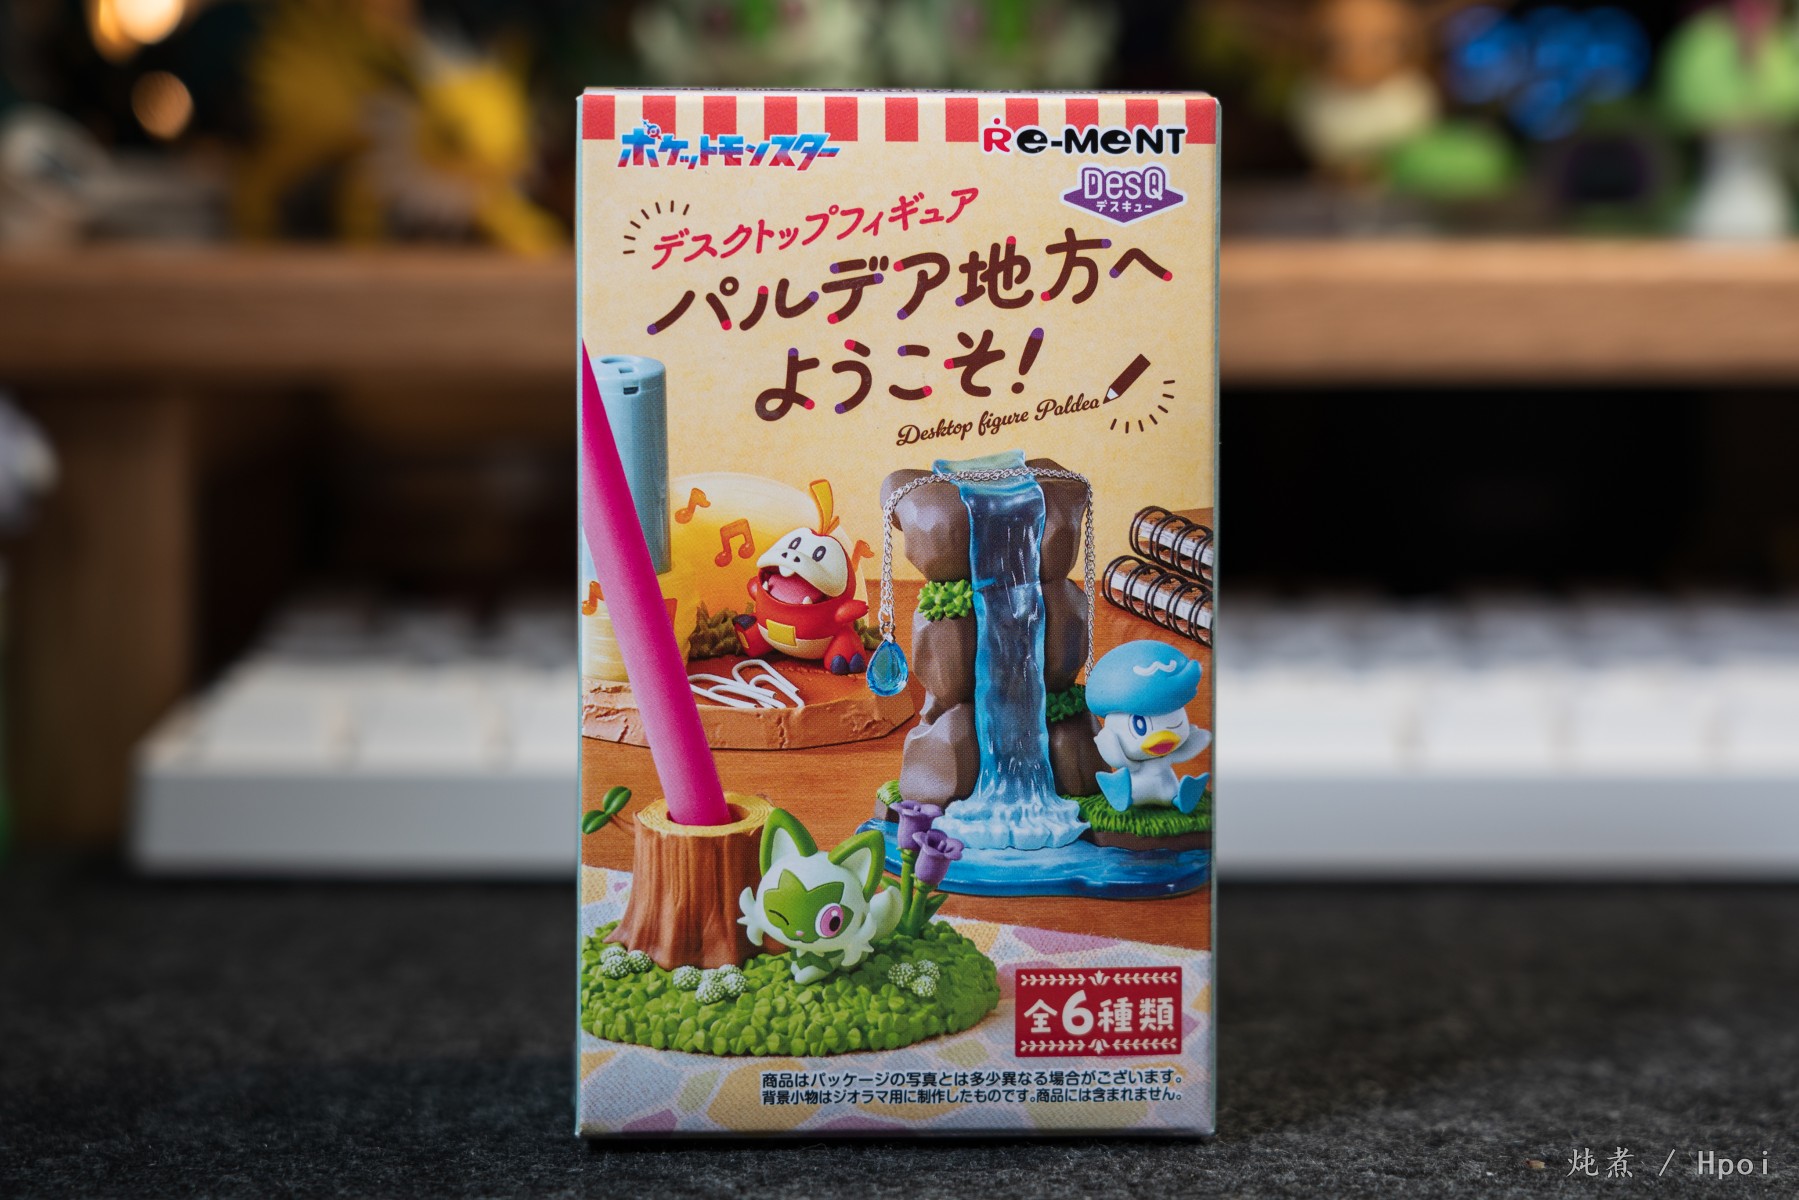 ポケットモンスター
Re-MeNT
DesQ
デスキュー
デスクトップフィギュア
パルデア地方へ
ようこそ!
Desktop figure Paldea
全6種類
商品はパッケージの写真とは多少異なる場合がございます。
背景小物はジオラマ用に制作したものです。商品には含まれません。
炖煮 / Hpoi